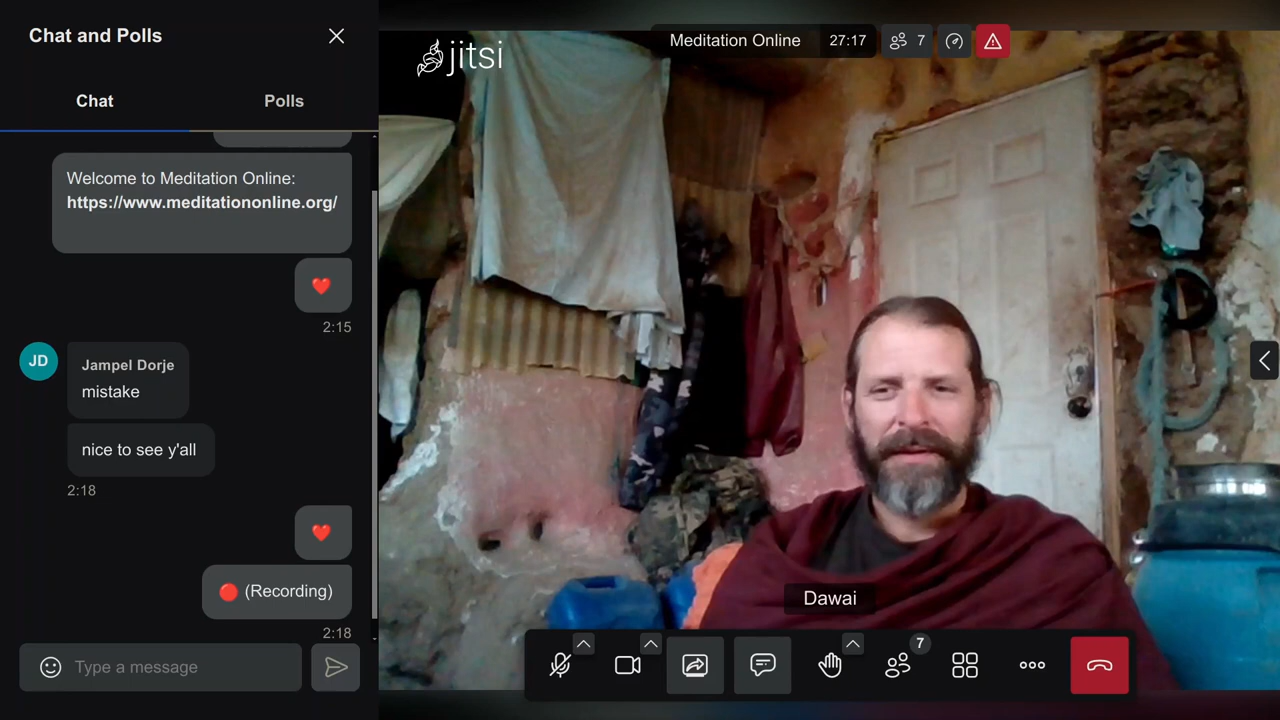 Chat and Polls
Chat
Polls
Welcome to Meditation Online:
https://www.meditationonline.org/
2:15
JD
Jampel Dorje
mistake
nice to see y'all
2:18
(Recording)
2:18
Type a message
jitsi
Meditation Online
27:17
7
Dawai
7